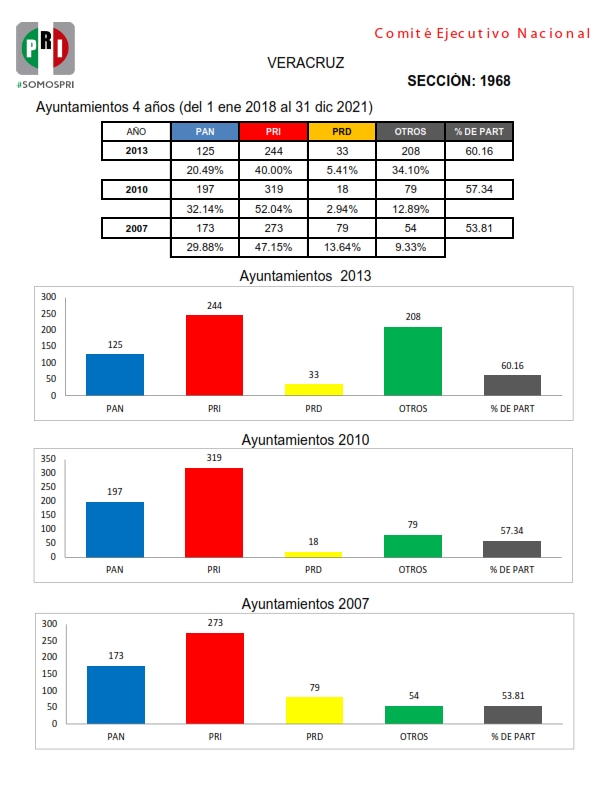 Comité Ejecutivo Nacional
PRI
#SOMOSPRI
VERACRUZ
SECCIÓN: 1968
Ayuntamientos 4 años (del 1 ene 2018 al 31 dic 2021)
AÑO PAN PRI PRD OTROS % DE PART
2013 125 244 33 208 60.16
20.49% 40.00% 5.41% 34.10%
2010 197 319 18 79 57.34
32.14% 52.04% 2.94% 12.89%
2007 173 273 79 54 53.81
29.88% 47.15% 13.64% 9.33%
Ayuntamientos 2013
300
250
200
150
100
50
0
125 244 33 208 60.16
PAN PRI PRD OTROS % DE PART
Ayuntamientos 2010
350
300
250
200
150
100
50
0
197 319 18 79 57.34
PAN PRI PRD OTROS % DE PART
Ayuntamientos 2007
300
250
200
150
100
50
0
173 273 79 54 53.81
PAN PRI PRD OTROS % DE PART